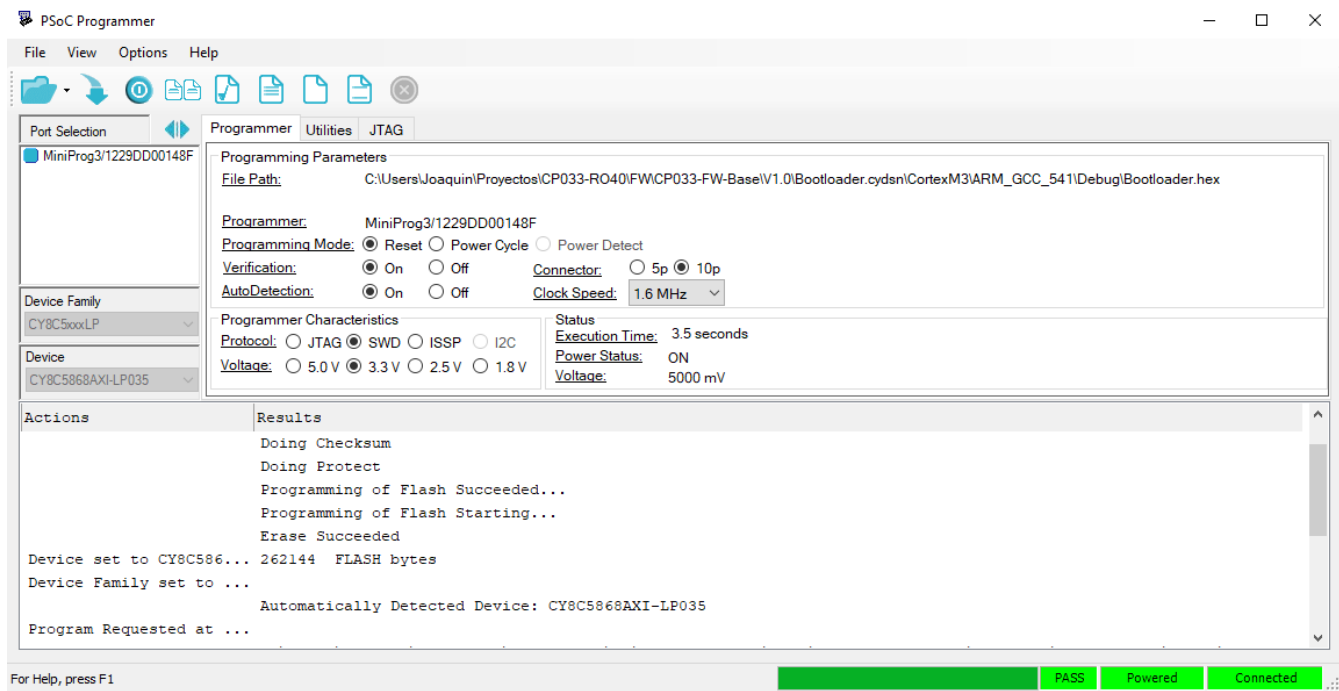 PSoC Programmer
File View Options Help
Port Selection
MiniProg3/1229DD00148F
Device Family
CY8C5xxxLP
Device
CY8C5868AXI-LP035
Programmer Utilities JTAG
Programming Parameters
File Path: C:\Users\Joaquin\Proyectos\CP033-RO40\FW\CP033-FW-Base\V1.0\Bootloader.cydsn\CortexM3\ARM_GCC_541\Debug\Bootloader.hex
Programmer: MiniProg3/1229DD00148F
Programming Mode: Reset Power Cycle Power Detect
Verification: On Off Connector: 5p 10p
AutoDetection: On Off Clock Speed: 1.6 MHz
Programmer Characteristics
Protocol: JTAG SWD ISSP I2C
Voltage: 5.0 V 3.3 V 2.5 V 1.8 V
Status
Execution Time: 3.5 seconds
Power Status: ON
Voltage: 5000 mV
Actions Results
Doing Checksum
Doing Protect
Programming of Flash Succeeded...
Programming of Flash Starting...
Erase Succeeded
Device set to CY8C586... 262144 FLASH bytes
Device Family set to ...
Automatically Detected Device: CY8C5868AXI-LP035
Program Requested at ...
For Help, press F1 PASS Powered Connected